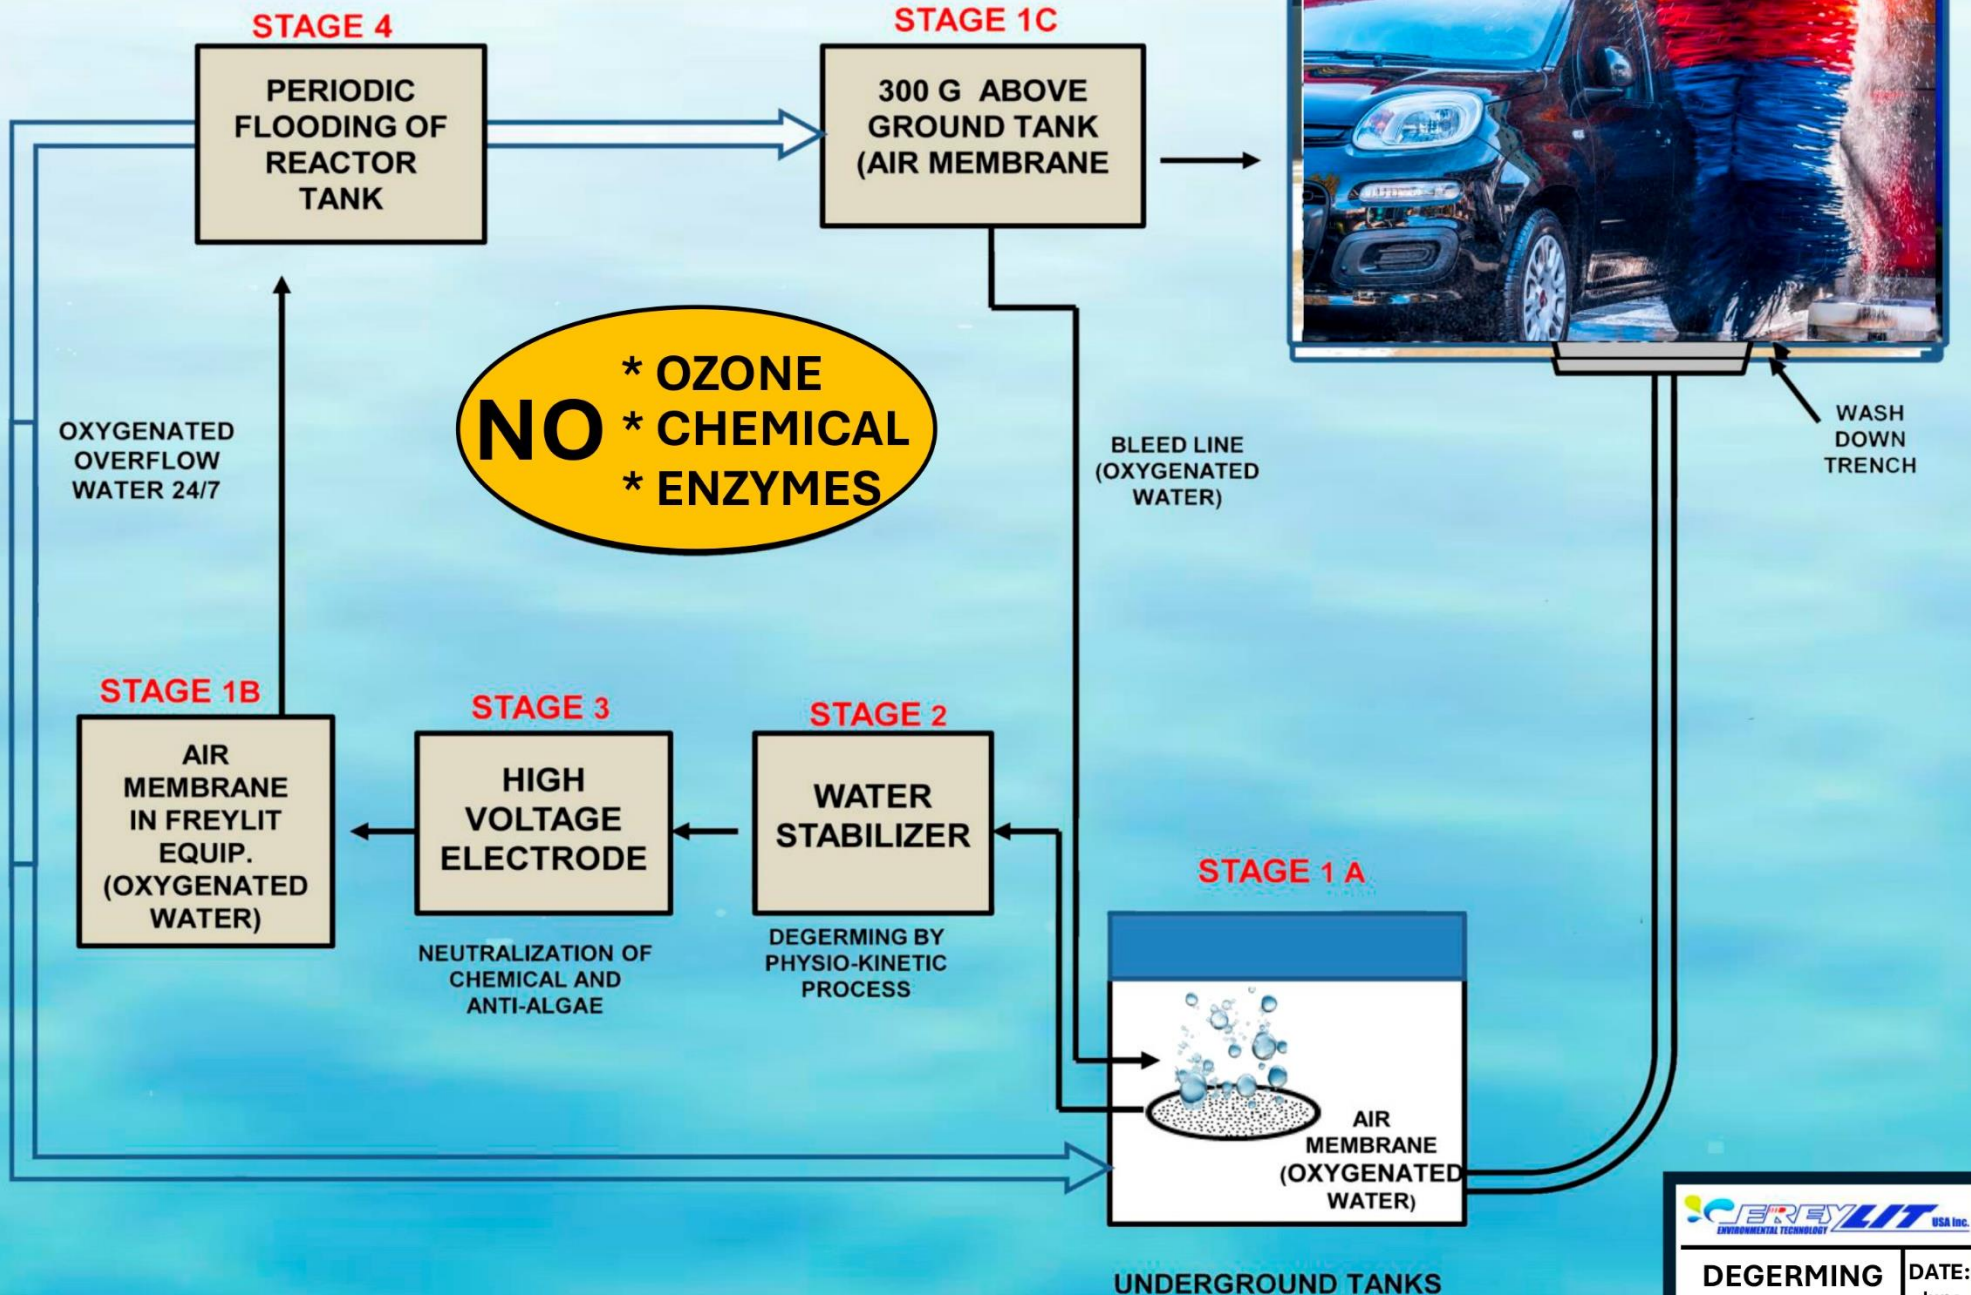 STAGE 4
PERIODIC
FLOODING OF
REACTOR
TANK
STAGE 1C
300 G ABOVE
GROUND TANK
(AIR MEMBRANE
NO
* OZONE
* CHEMICAL
* ENZYMES
OXYGENATED
OVERFLOW
WATER 24/7
BLEED LINE
(OXYGENATED
WATER)
WASH
DOWN
TRENCH
STAGE 1B
AIR
MEMBRANE
IN FREYLIT
EQUIP.
(OXYGENATED
WATER)
STAGE 3
HIGH
VOLTAGE
ELECTRODE
NEUTRALIZATION OF
CHEMICAL AND
ANTI-ALGAE
STAGE 2
WATER
STABILIZER
DEGERMING BY
PHYSIO-KINETIC
PROCESS
STAGE 1 A
AIR
MEMBRANE
(OXYGENATED
WATER)
UNDERGROUND TANKS
FREYLIT USA Inc.
ENVIRONMENTAL TECHNOLOGY
DEGERMING
DATE: